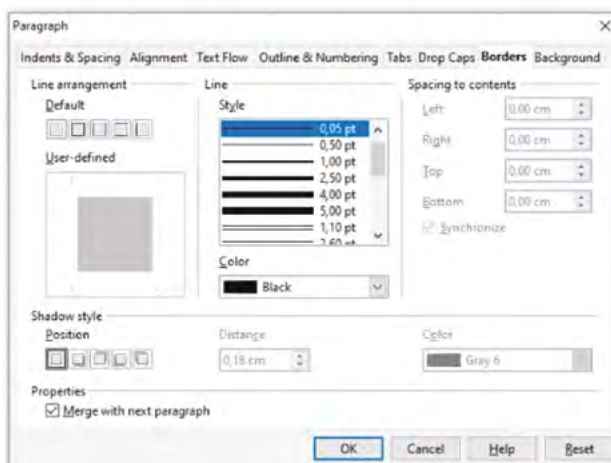 Paragraph
Indents & Spacing Alignment Text Flow Outline & Numbering Tabs Drop Caps Borders Background
Line arrangement
Default
User-defined
Line
Style
0,05 pt
0,50 pt
1,00 pt
2,50 pt
4,00 pt
5,00 pt
1,10 pt
2,60 pt
Color
Black
Spacing to contents
Left: 0,00 cm
Right: 0,00 cm
Top 0,00 cm
Bottom 0,00 cm
Synchronize
Shadow style
Position
Distance
0,18 cm
Color
Gray 6
Properties
Merge with next paragraph
OK Cancel Help Reset